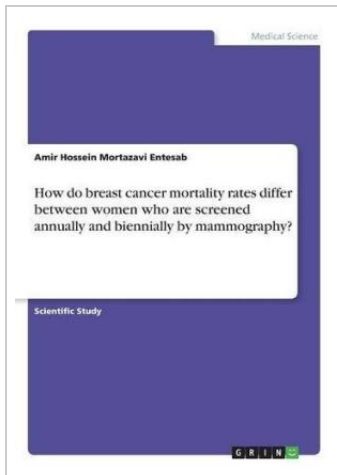 Medical Science
Amir Hossein Mortazavi Entesab
How do breast cancer mortality rates differ
between women who are screened
annually and biennially by mammography?
Scientific Study
GRIN